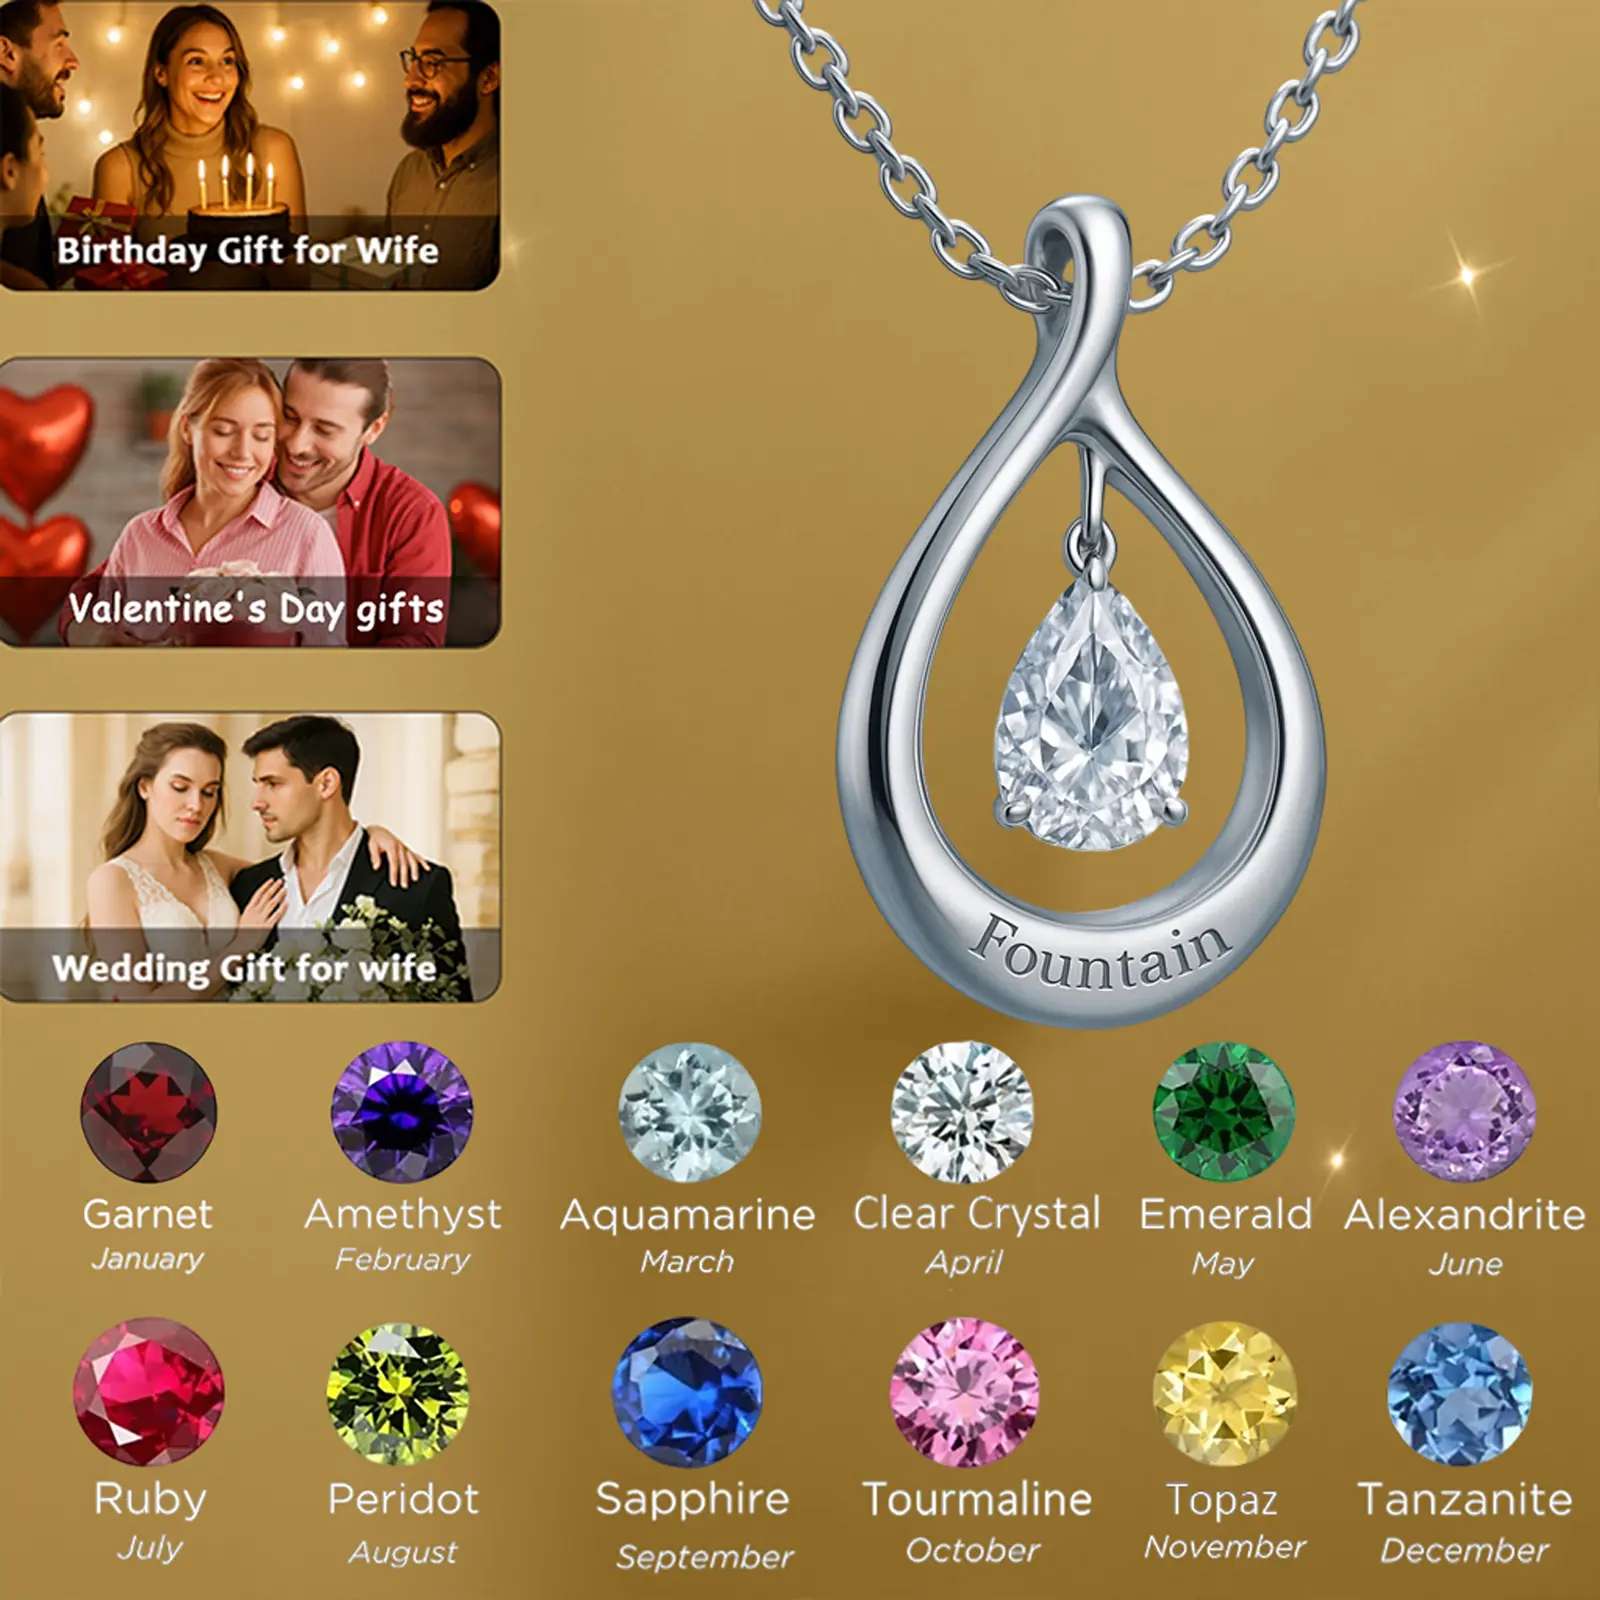 Birthday Gift for Wife
Valentine's Day gifts
Wedding Gift for wife
Fountain
Garnet
January
Amethyst
February
Aquamarine
March
Clear Crystal
April
Emerald
May
Alexandrite
June
Ruby
July
Peridot
August
Sapphire
September
Tourmaline
October
Topaz
November
Tanzanite
December